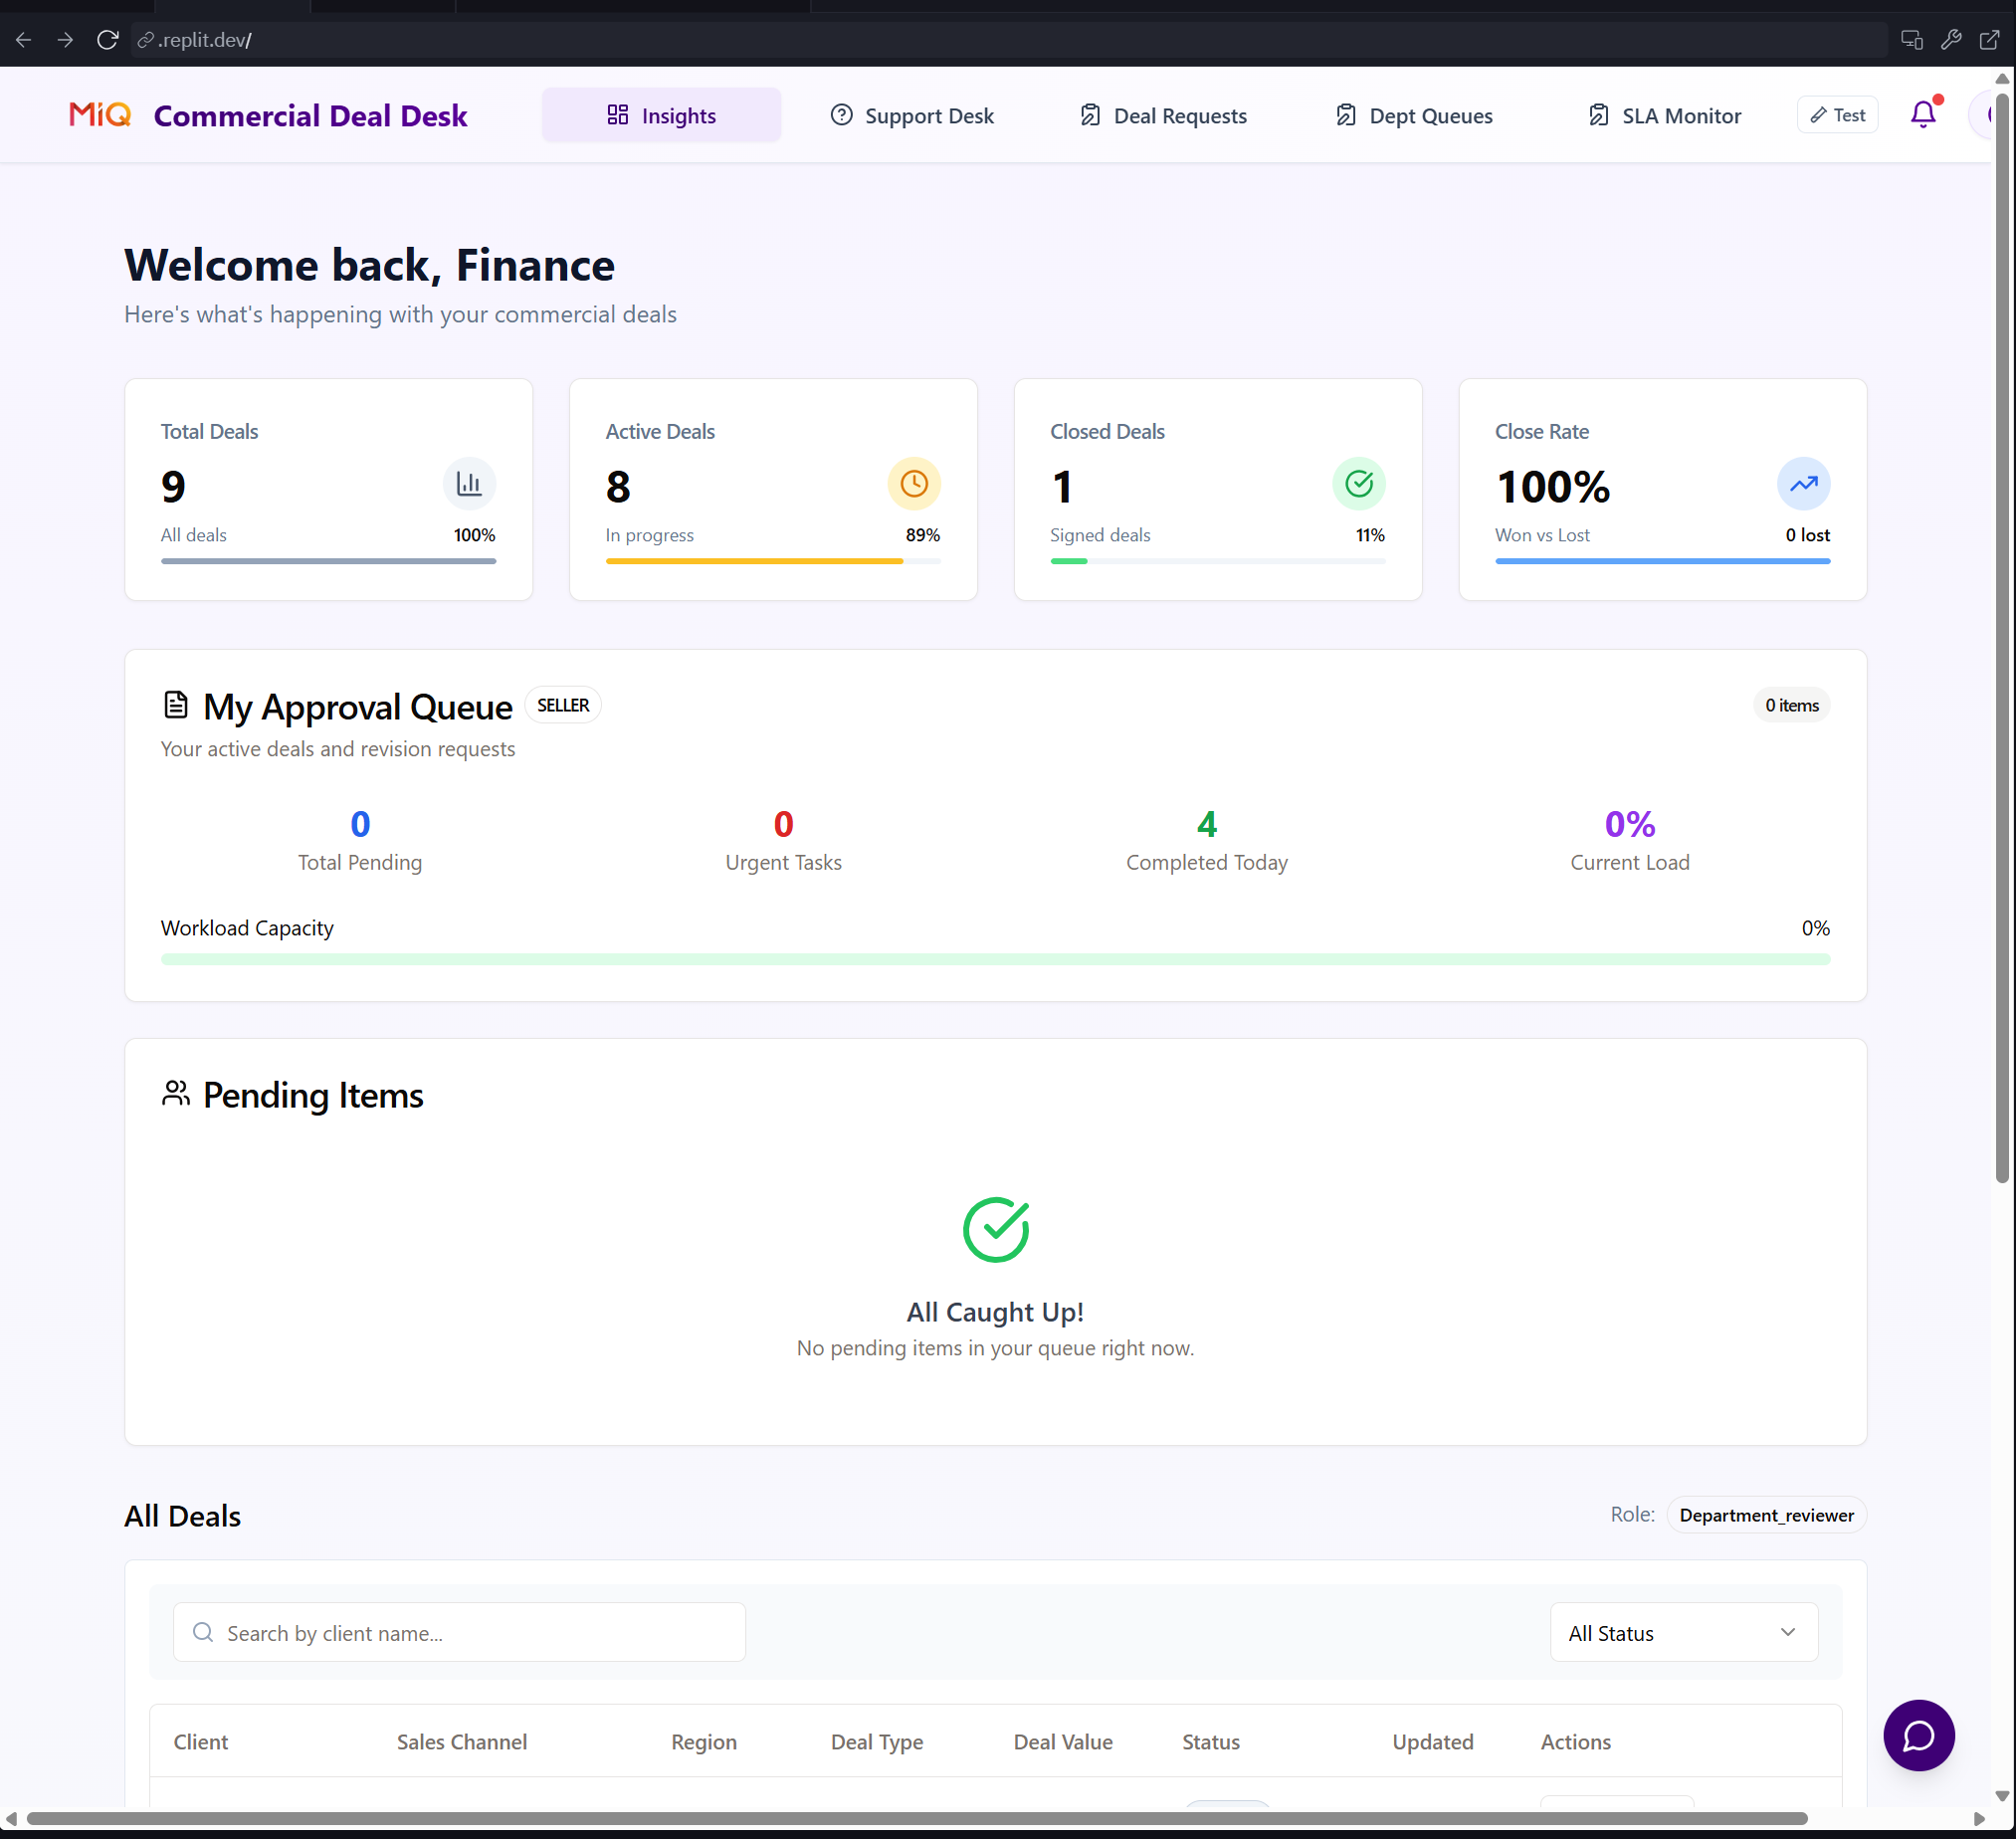 .replit.dev/
MiQ Commercial Deal Desk Insights Support Desk Deal Requests Dept Queues SLA Monitor Test
Welcome back, Finance
Here's what's happening with your commercial deals
Total Deals
9
All deals 100%
Active Deals
8
In progress 89%
Closed Deals
1
Signed deals 11%
Close Rate
100%
Won vs Lost 0 lost
My Approval Queue SELLER 0 items
Your active deals and revision requests
0
Total Pending
0
Urgent Tasks
4
Completed Today
0%
Current Load
Workload Capacity 0%
Pending Items
All Caught Up!
No pending items in your queue right now.
All Deals Role: Department_reviewer
Search by client name... All Status
Client Sales Channel Region Deal Type Deal Value Status Updated Actions